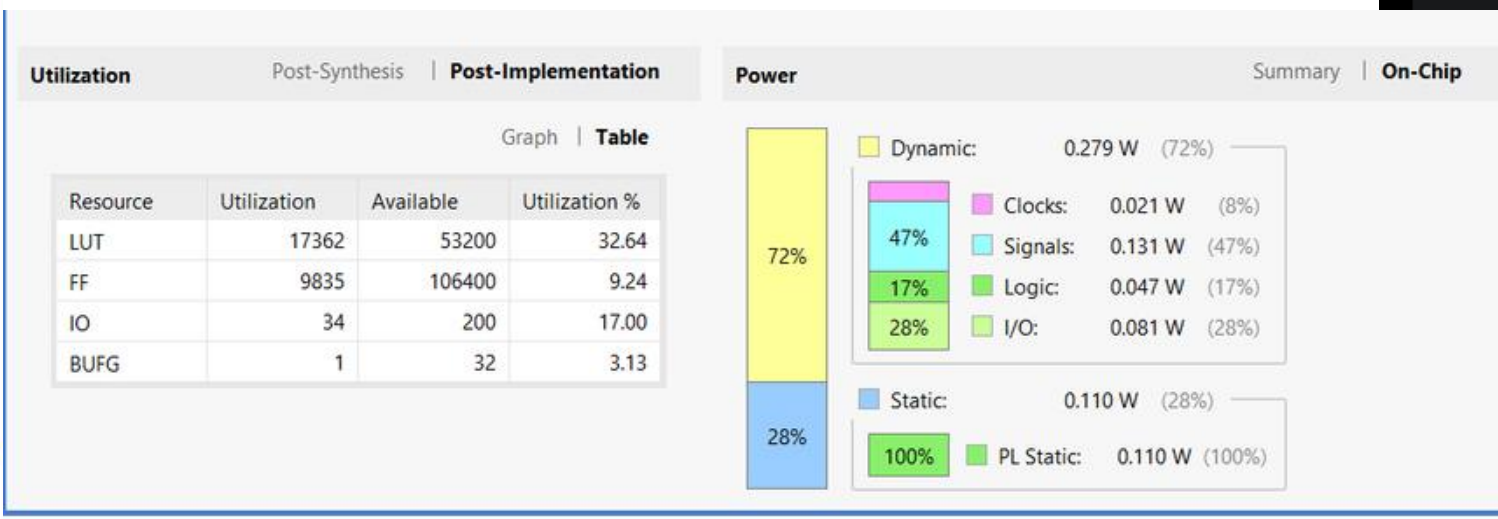 Utilization Post-Synthesis | Post-Implementation
Graph | Table
Resource Utilization Available Utilization %
LUT 17362 53200 32.64
FF 9835 106400 9.24
IO 34 200 17.00
BUFG 1 32 3.13
Power Summary | On-Chip
72%
28%
Dynamic: 0.279 W (72%)
Clocks: 0.021 W (8%)
47% Signals: 0.131 W (47%)
17% Logic: 0.047 W (17%)
28% I/O: 0.081 W (28%)
Static: 0.110 W (28%)
100% PL Static: 0.110 W (100%)